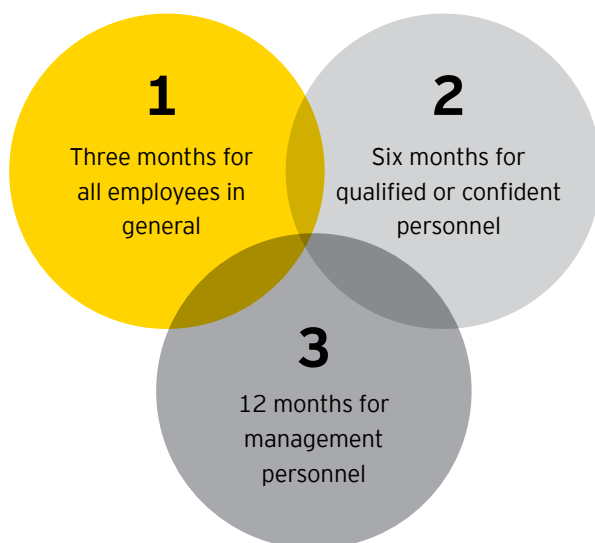 1
Three months for
all employees in
general
2
Six months for
qualified or confident
personnel
3
12 months for
management
personnel